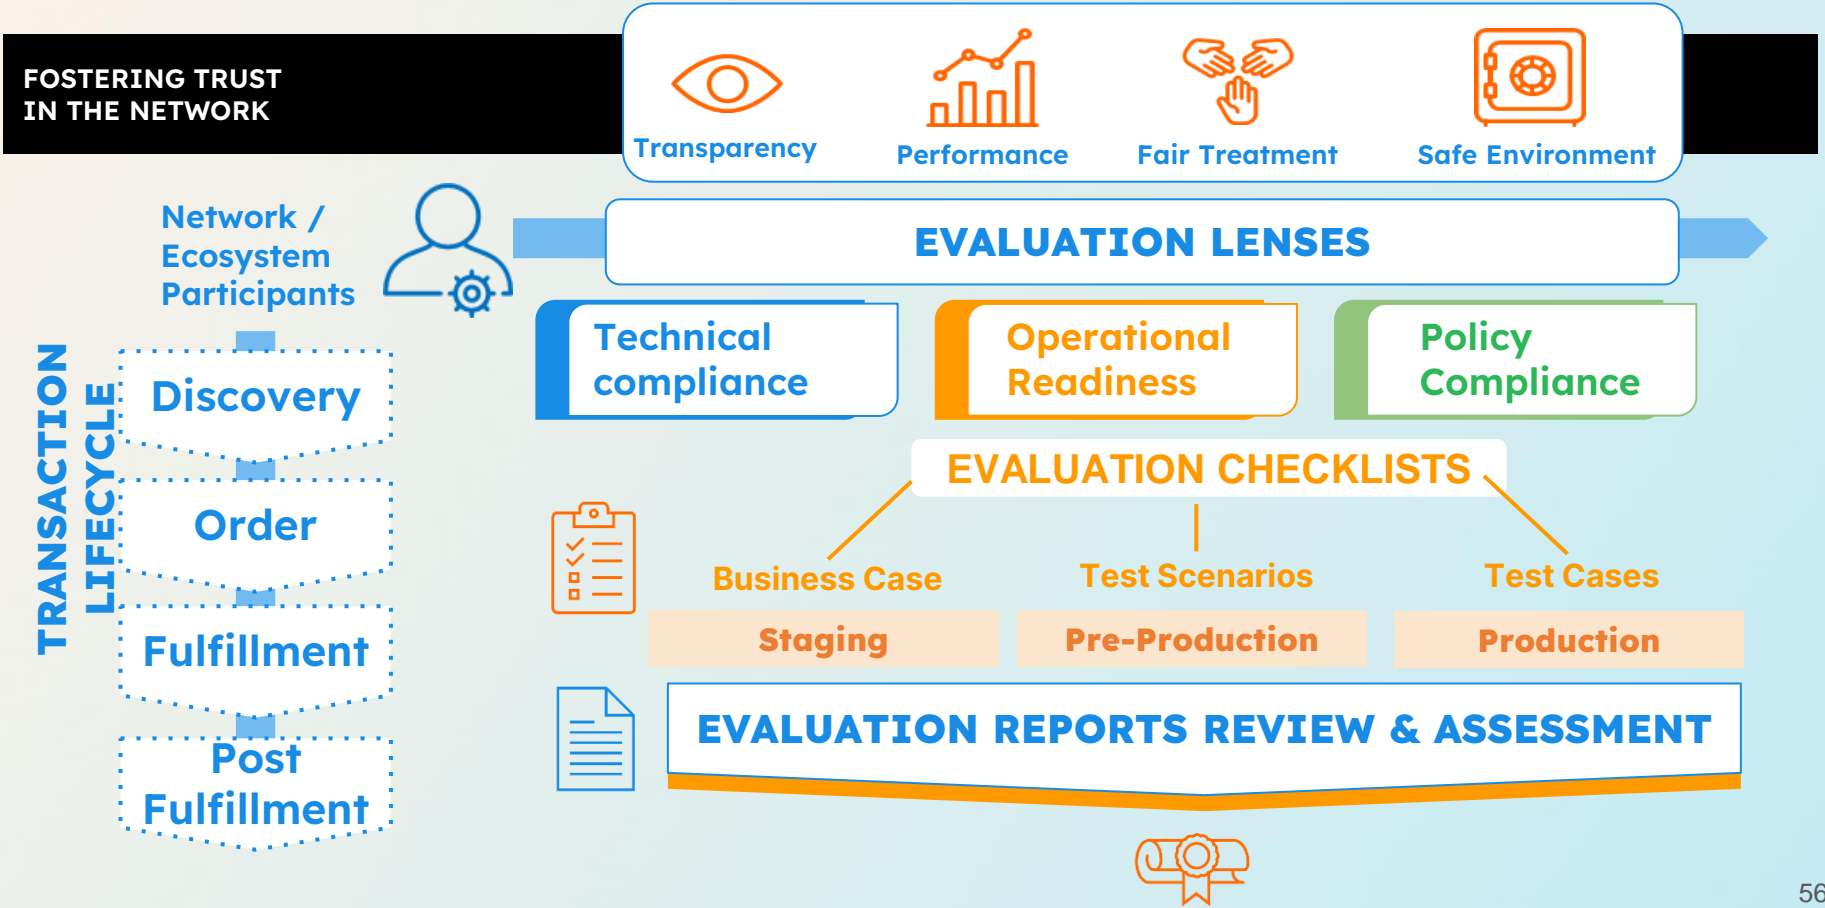 FOSTERING TRUST
IN THE NETWORK
Transparency
Performance
Fair Treatment
Safe Environment
Network /
Ecosystem
Participants
EVALUATION LENSES
TRANSACTION
LIFECYCLE
Discovery
Order
Fulfillment
Post
Fulfillment
Technical
compliance
Operational
Readiness
Policy
Compliance
EVALUATION CHECKLISTS
Business Case
Test Scenarios
Test Cases
Staging
Pre-Production
Production
EVALUATION REPORTS REVIEW & ASSESSMENT
56